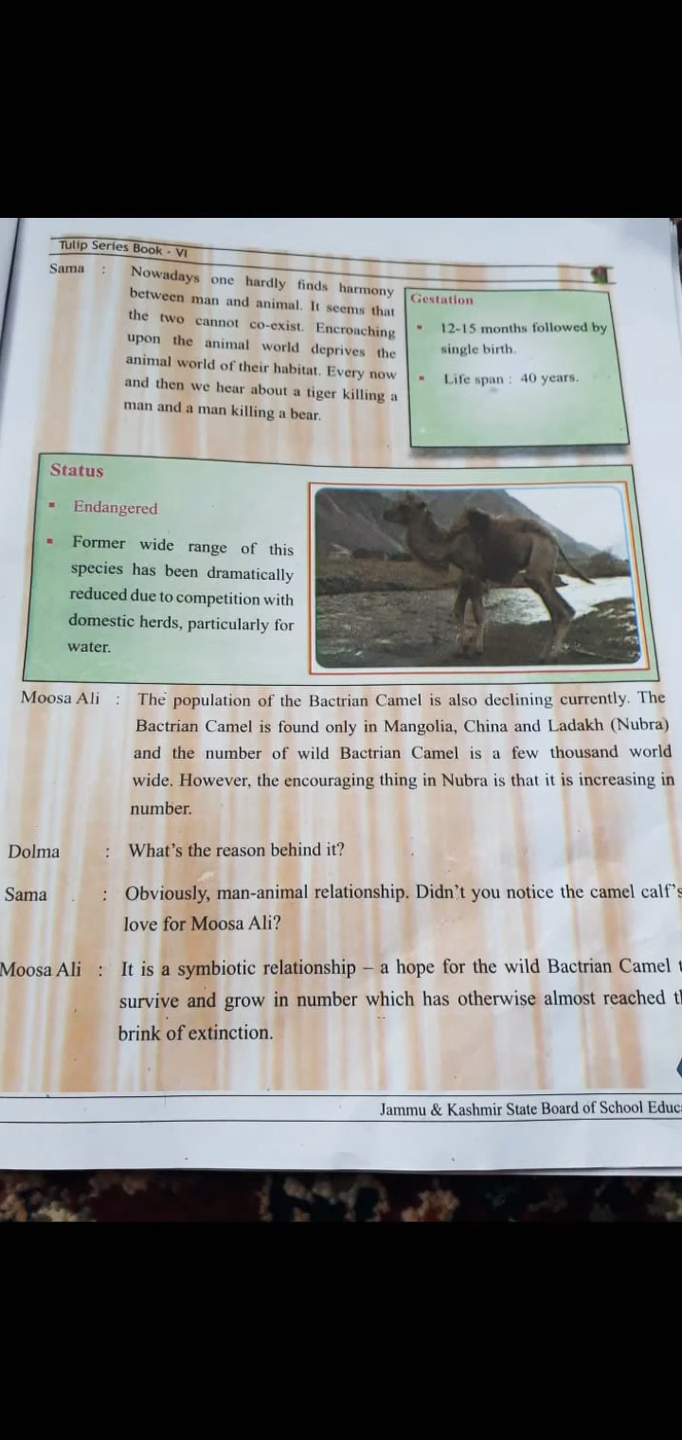 Tulip Series Book - VI
Sama : Nowadays one hardly finds harmony
between man and animal. It seems that
the two cannot co-exist. Encroaching
upon the animal world deprives the
animal world of their habitat. Every now
and then we hear about a tiger killing a
man and a man killing a bear.
Gestation
▪ 12-15 months followed by
single birth.
▪ Life span : 40 years.
Status
▪ Endangered
▪ Former wide range of this
species has been dramatically
reduced due to competition with
domestic herds, particularly for
water.
Moosa Ali : The population of the Bactrian Camel is also declining currently. The
Bactrian Camel is found only in Mangolia, China and Ladakh (Nubra)
and the number of wild Bactrian Camel is a few thousand world
wide. However, the encouraging thing in Nubra is that it is increasing in
number.
Dolma : What's the reason behind it?
Sama : Obviously, man-animal relationship. Didn't you notice the camel calf's
love for Moosa Ali?
Moosa Ali : It is a symbiotic relationship – a hope for the wild Bactrian Camel
survive and grow in number which has otherwise almost reached
brink of extinction.
Jammu & Kashmir State Board of School Educ